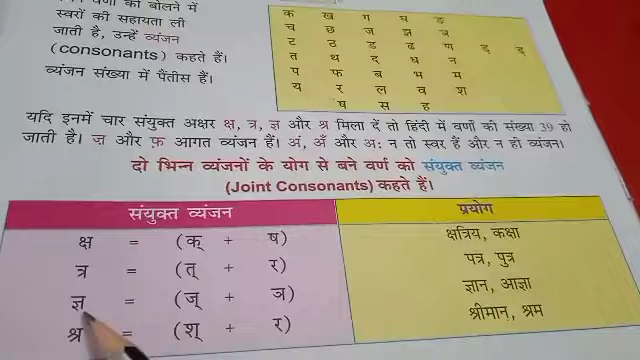 वर्णों को बोलने में
स्वरों की सहायता ली
जाती है, उन्हें व्यंजन
(consonants) कहते हैं।
व्यंजन संख्या में पैंतीस हैं।
क ख ग घ ङ
च छ ज झ ञ
ट ठ ड ढ ण ड़ ढ़
त थ द ध न
प फ ब भ म
य र ल व श
ष स ह
यदि इनमें चार संयुक्त अक्षर क्ष, त्र, ज्ञ और श्र मिला दें तो हिंदी में वर्णों की संख्या 39 हो
जाती है। ज़ और फ़ आगत व्यंजन हैं। अं, अँ और अः न तो स्वर हैं और न ही व्यंजन।
दो भिन्न व्यंजनों के योग से बने वर्ण को संयुक्त व्यंजन
(Joint Consonants) कहते हैं।
संयुक्त व्यंजन प्रयोग
क्ष = (क् + ष) क्षत्रिय, कक्षा
त्र = (त् + र) पत्र, पुत्र
ज्ञ = (ज् + ञ) ज्ञान, आज्ञा
श्र = (श् + र) श्रीमान्, श्रम